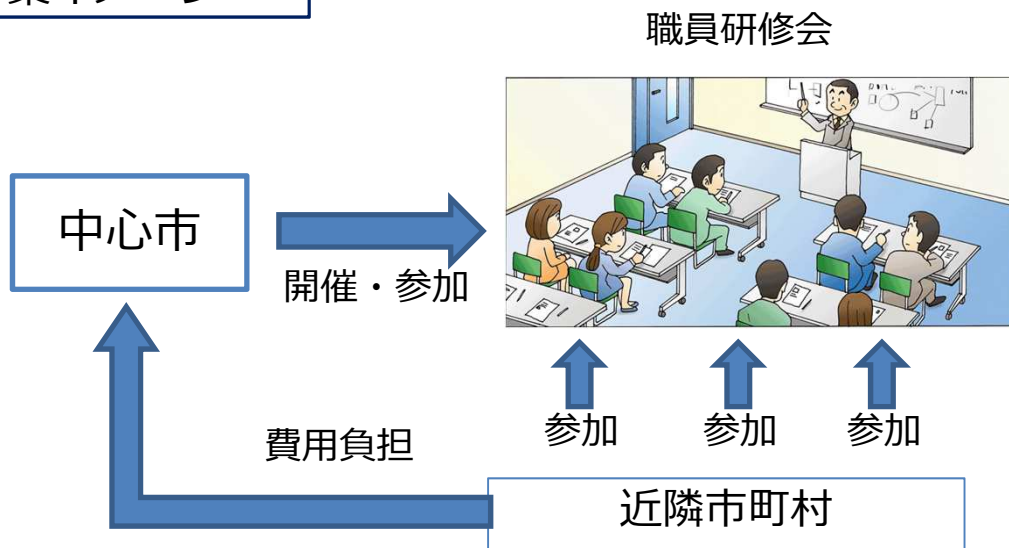 職員研修会
中心市
開催・参加
参加
参加
参加
費用負担
近隣市町村